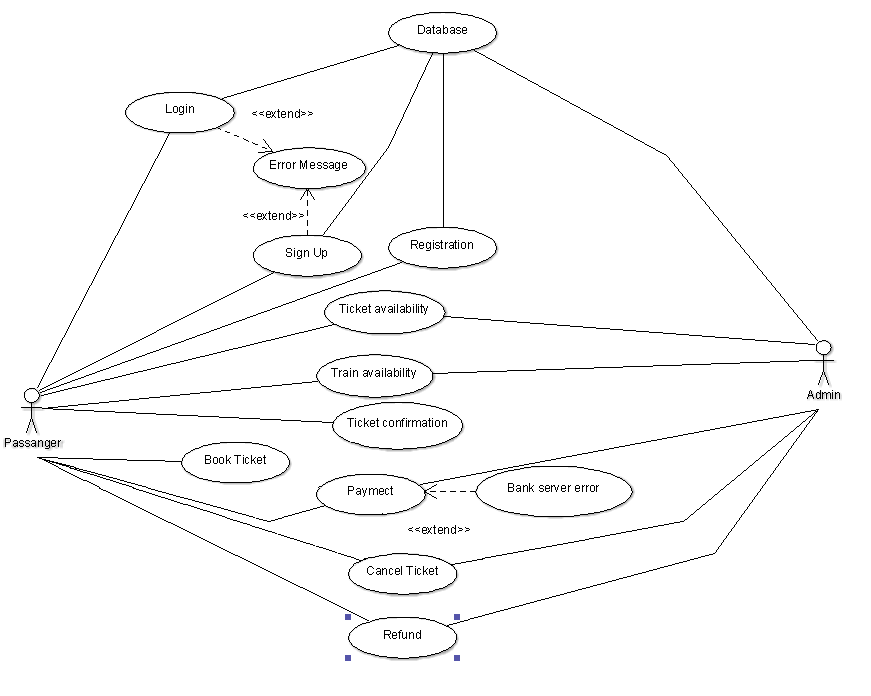 Database
Login
<<extend>>
Error Message
<<extend>>
Sign Up
Registration
Ticket availability
Train availability
Admin
Ticket confirmation
Passanger
Book Ticket
Paymect
Bank server error
<<extend>>
Cancel Ticket
Refund